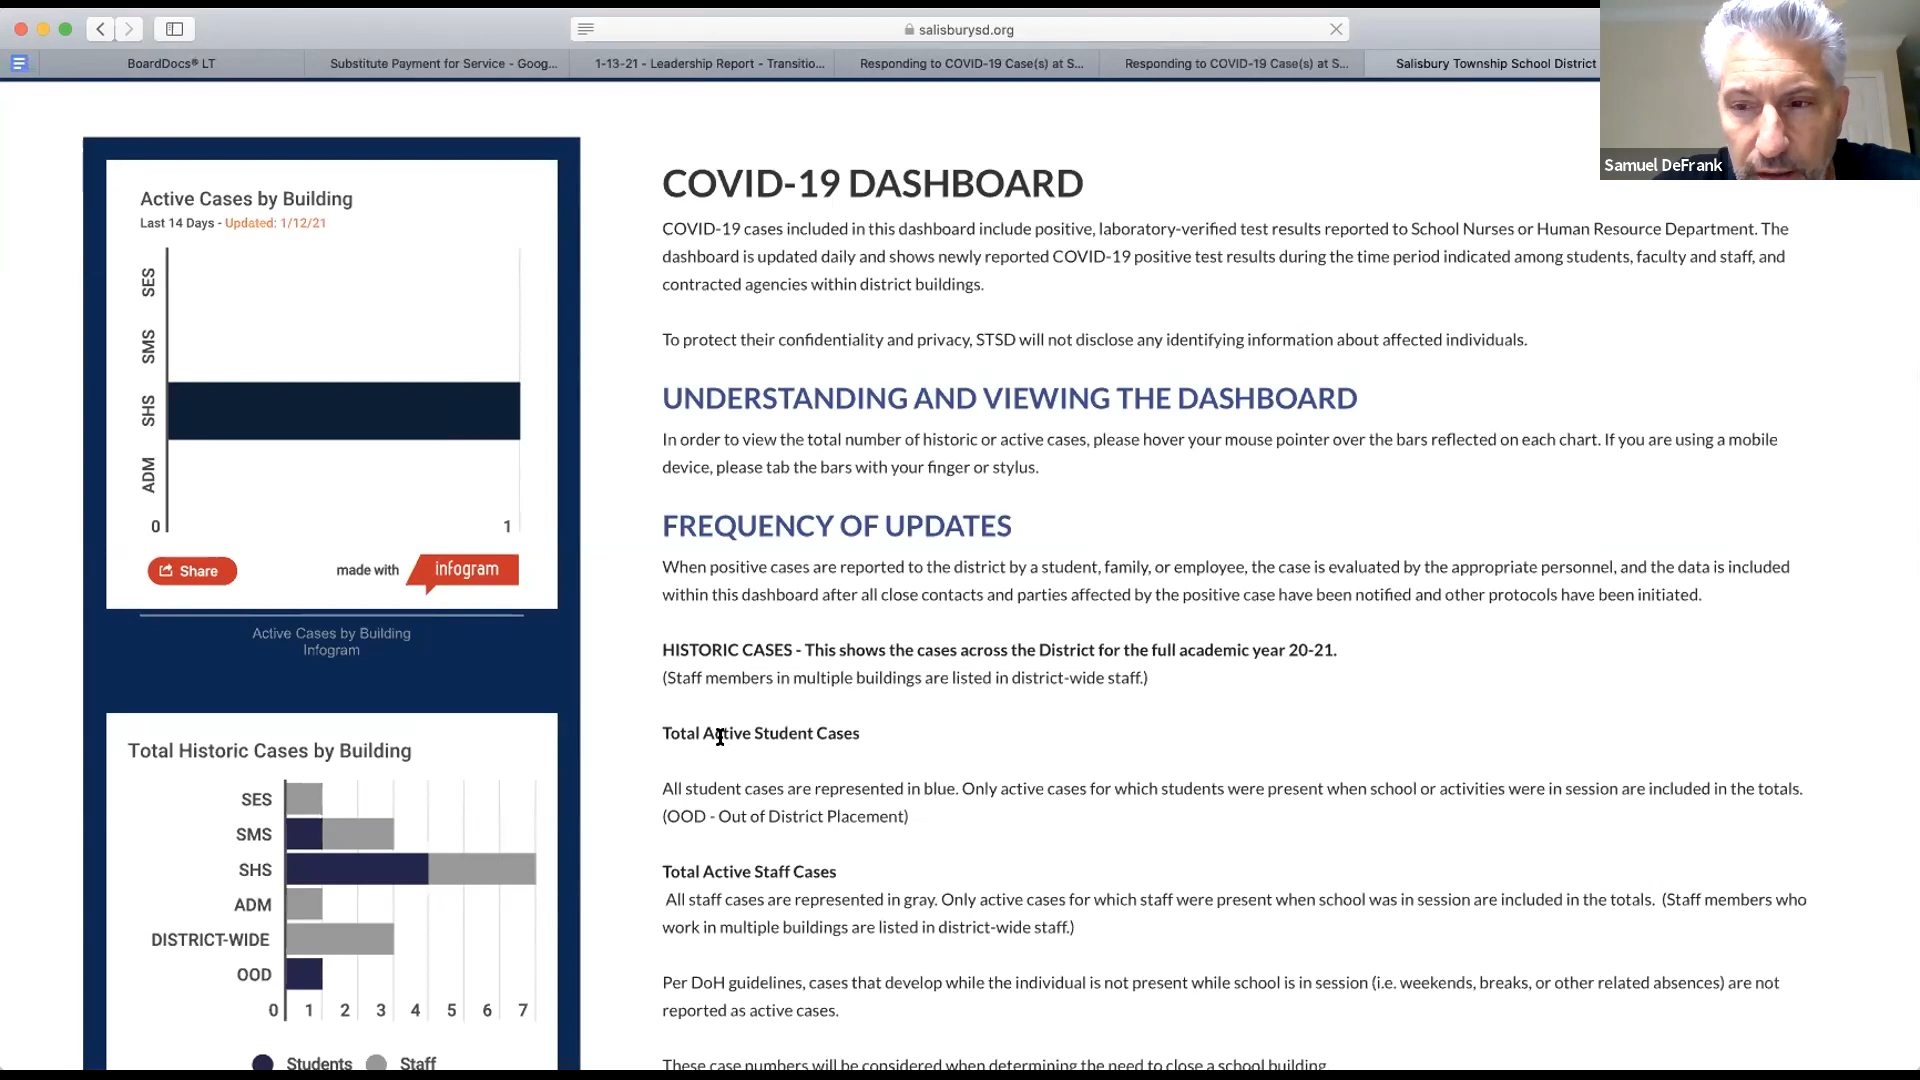 salisburysd.org
BoardDocs® LT
Substitute Payment for Service - Goog...
1-13-21 - Leadership Report - Transitio...
Responding to COVID-19 Case(s) at S...
Responding to COVID-19 Case(s) at S...
Salisbury Township School District
Samuel DeFrank
Active Cases by Building
Last 14 Days - Updated: 1/12/21
SES
SMS
SHS
ADM
0 1
Share
made with infogram
Active Cases by Building
Infogram
Total Historic Cases by Building
SES
SMS
SHS
ADM
DISTRICT-WIDE
OOD
0 1 2 3 4 5 6 7
Students Staff
COVID-19 DASHBOARD
COVID-19 cases included in this dashboard include positive, laboratory-verified test results reported to School Nurses or Human Resource Department. The
dashboard is updated daily and shows newly reported COVID-19 positive test results during the time period indicated among students, faculty and staff, and
contracted agencies within district buildings.
To protect their confidentiality and privacy, STSD will not disclose any identifying information about affected individuals.
UNDERSTANDING AND VIEWING THE DASHBOARD
In order to view the total number of historic or active cases, please hover your mouse pointer over the bars reflected on each chart. If you are using a mobile
device, please tab the bars with your finger or stylus.
FREQUENCY OF UPDATES
When positive cases are reported to the district by a student, family, or employee, the case is evaluated by the appropriate personnel, and the data is included
within this dashboard after all close contacts and parties affected by the positive case have been notified and other protocols have been initiated.
HISTORIC CASES - This shows the cases across the District for the full academic year 20-21.
(Staff members in multiple buildings are listed in district-wide staff.)
Total Active Student Cases
All student cases are represented in blue. Only active cases for which students were present when school or activities were in session are included in the totals.
(OOD - Out of District Placement)
Total Active Staff Cases
All staff cases are represented in gray. Only active cases for which staff were present when school was in session are included in the totals. (Staff members who
work in multiple buildings are listed in district-wide staff.)
Per DoH guidelines, cases that develop while the individual is not present while school is in session (i.e. weekends, breaks, or other related absences) are not
reported as active cases.
These case numbers will be considered when determining the need to close a school building